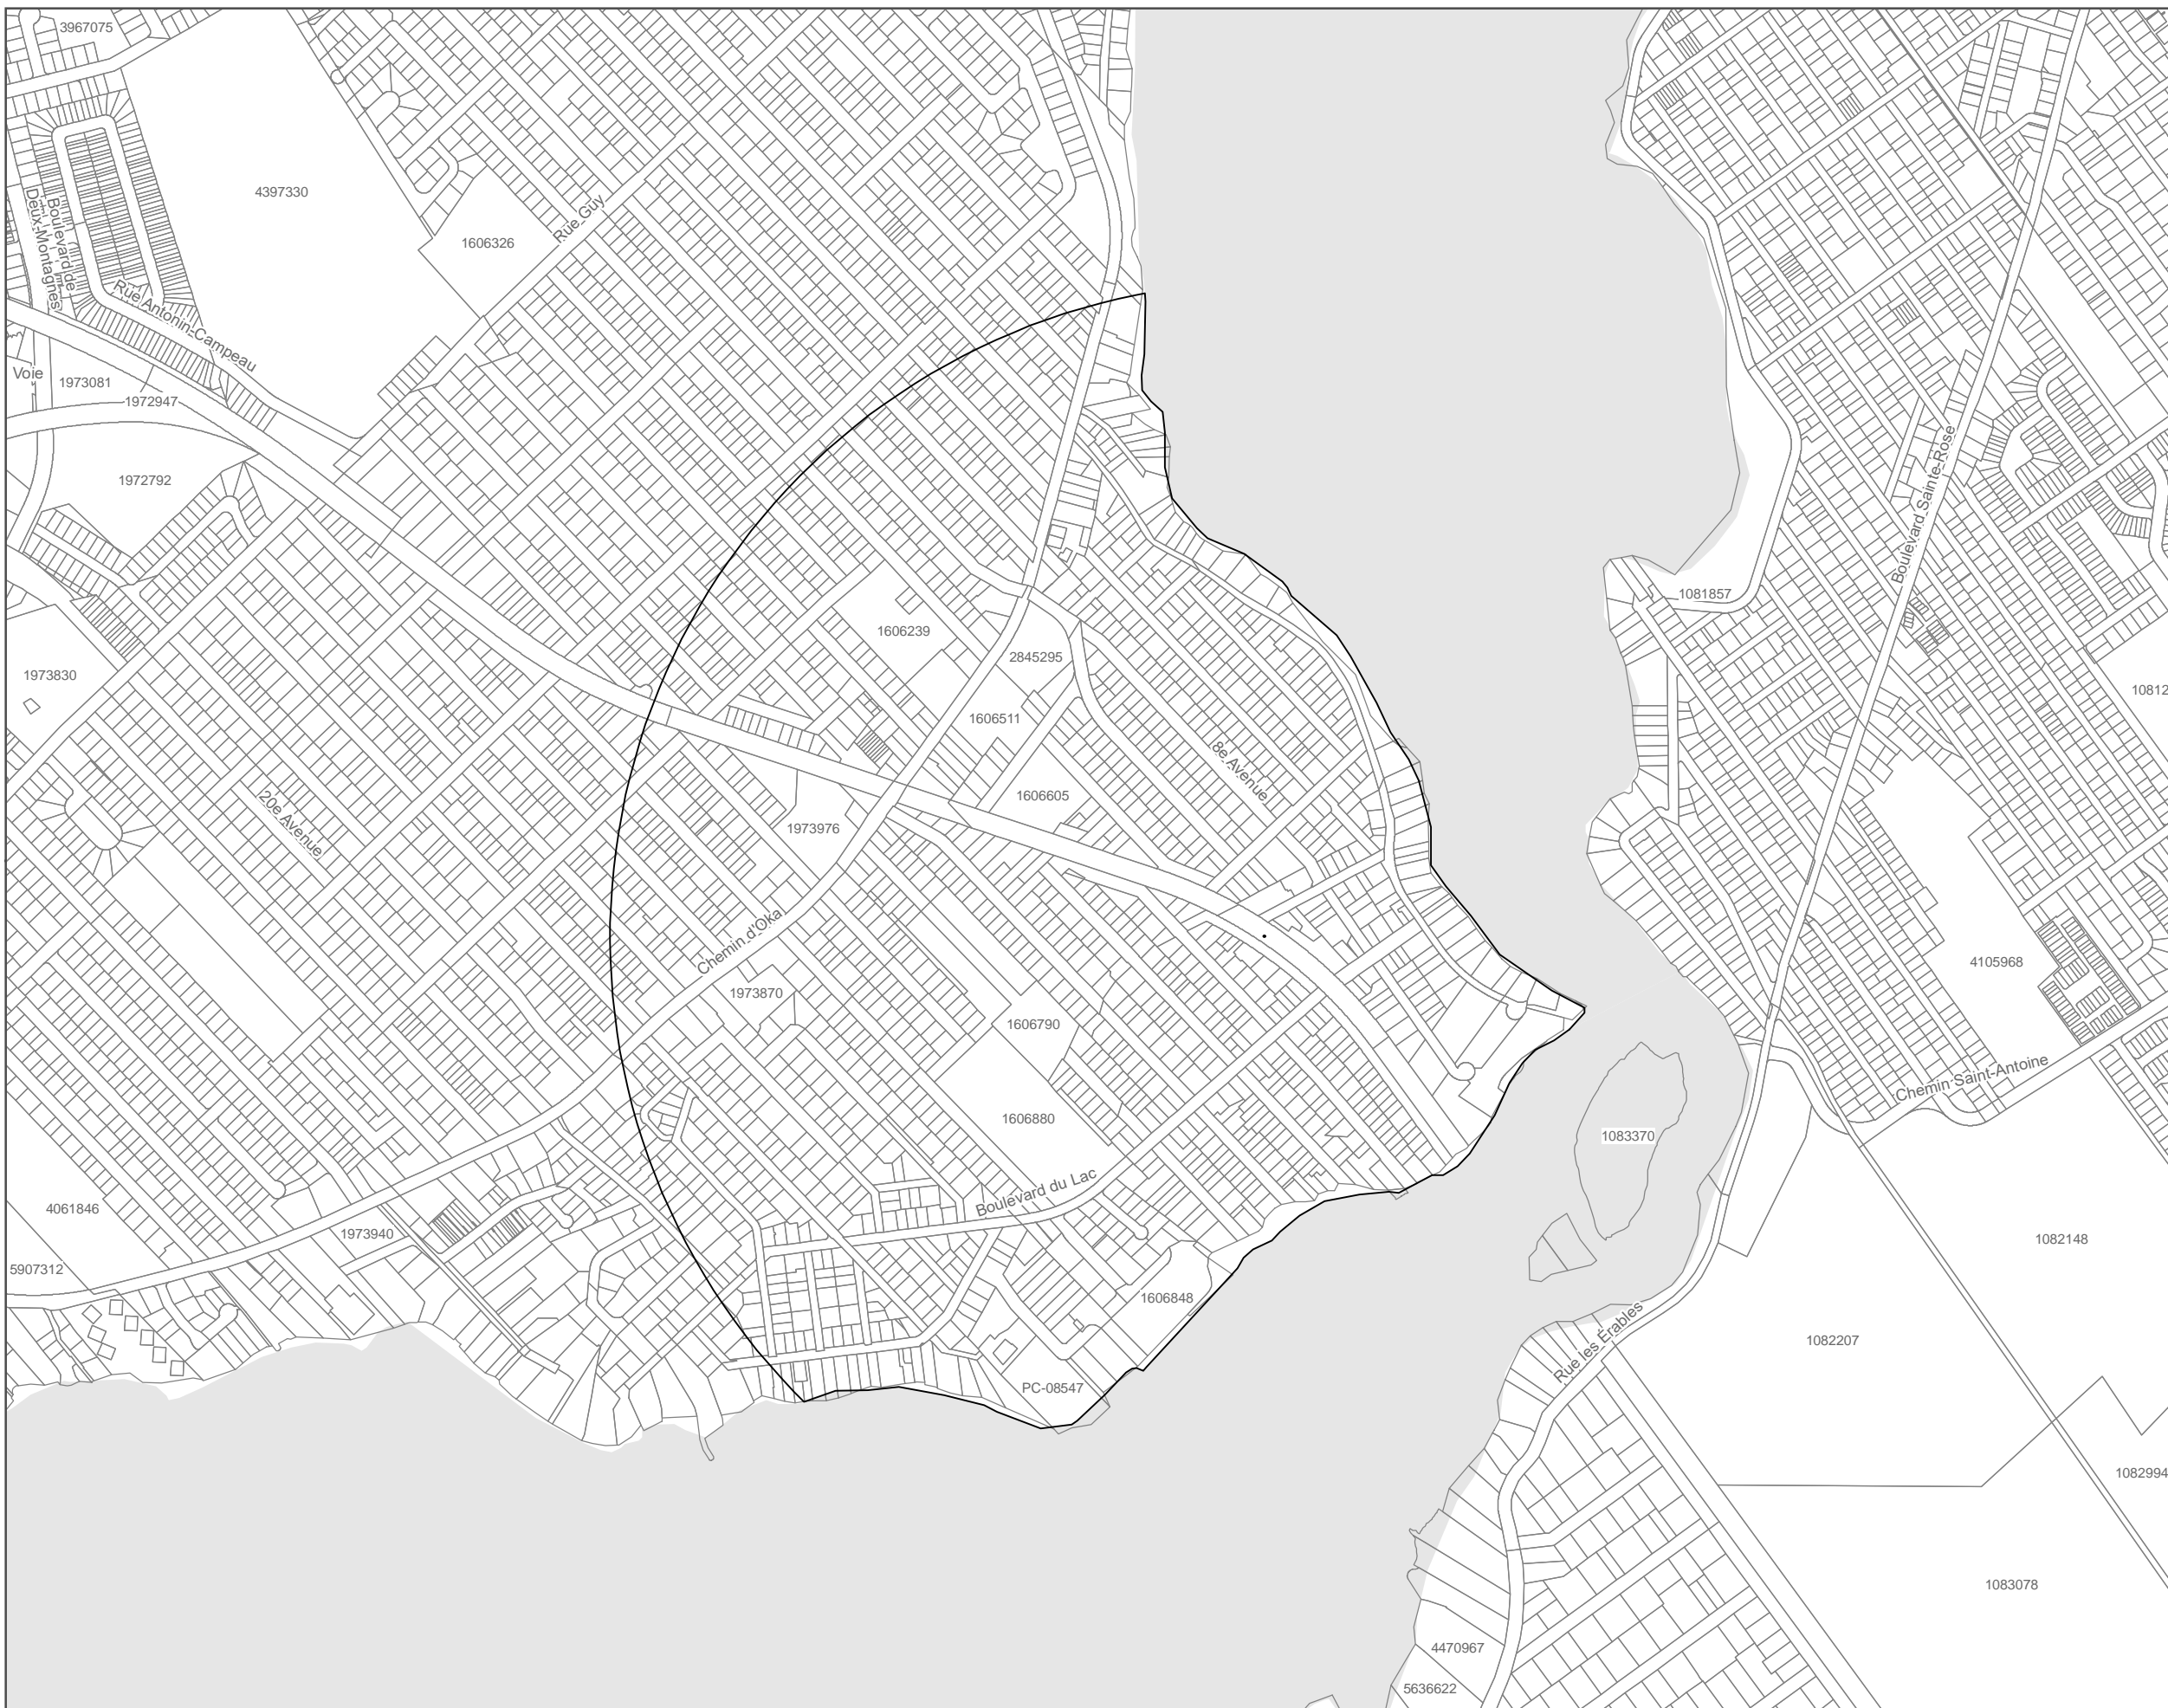 3967075
4397330
1606326
Rue Guy
Boulevard de
Deux-Montagnes
Rue Antonin-Campeau
Voie
1973081
1972947
1972792
Boulevard Sainte-Rose
1081857
1606239
2845295
1973830
10812
1606511
8e Avenue
1606605
20e Avenue
1973976
Chemin d'Oka
4105968
1973870
1606790
Chemin Saint-Antoine
1606880
1083370
Boulevard du Lac
4061846
1973940
1082148
5907312
1606848
Rue les Érables
1082207
PC-08547
1082994
1083078
4470967
5636622